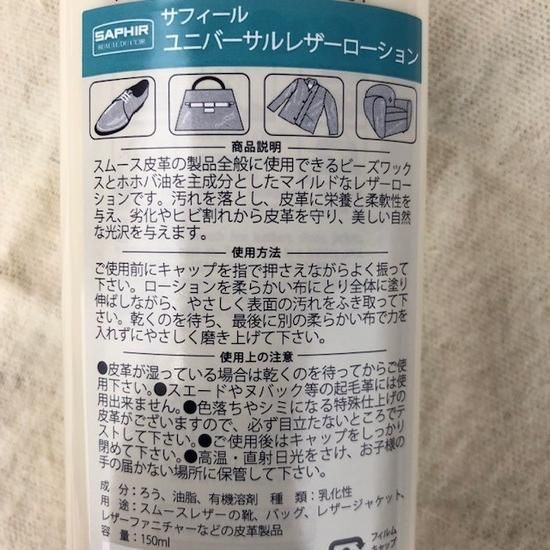 SAPHIR
BEAUTE DU CUIR
サフィール
ユニバーサルレザーローション
商品説明
スムース皮革の製品全般に使用できるビーズワック
スとホホバ油を主成分としたマイルドなレザーロー
ションです。汚れを落とし、皮革に栄養と柔軟性を
与え、劣化やヒビ割れから皮革を守り、美しい自然
な光沢を与えます。
使用方法
ご使用前にキャップを指で押さえながらよく振って
下さい。ローションを柔らかい布にとり全体に塗り
伸ばしながら、やさしく表面の汚れをふき取って下
さい。乾くのを待ち、最後に別の柔らかい布で力を
入れずにやさしく磨き上げて下さい。
使用上の注意
●皮革が湿っている場合は乾くのを待ってからご使
用下さい。●スエードやヌバック等の起毛革には使
用出来ません。●色落ちやシミになる特殊仕上げの
皮革がございますので、必ず目立たないところでテ
ストして下さい。●ご使用後はキャップをしっかり
閉めて下さい。●高温・直射日光をさけ、お子様の
手の届かない場所に保管して下さい。
成 分：ろう、油脂、有機溶剤 種 類：乳化性
用 途：スムースレザーの靴、バッグ、レザージャケット、
レザーファニチャーなどの皮革製品
容 量：150ml
フィルム
キャップ